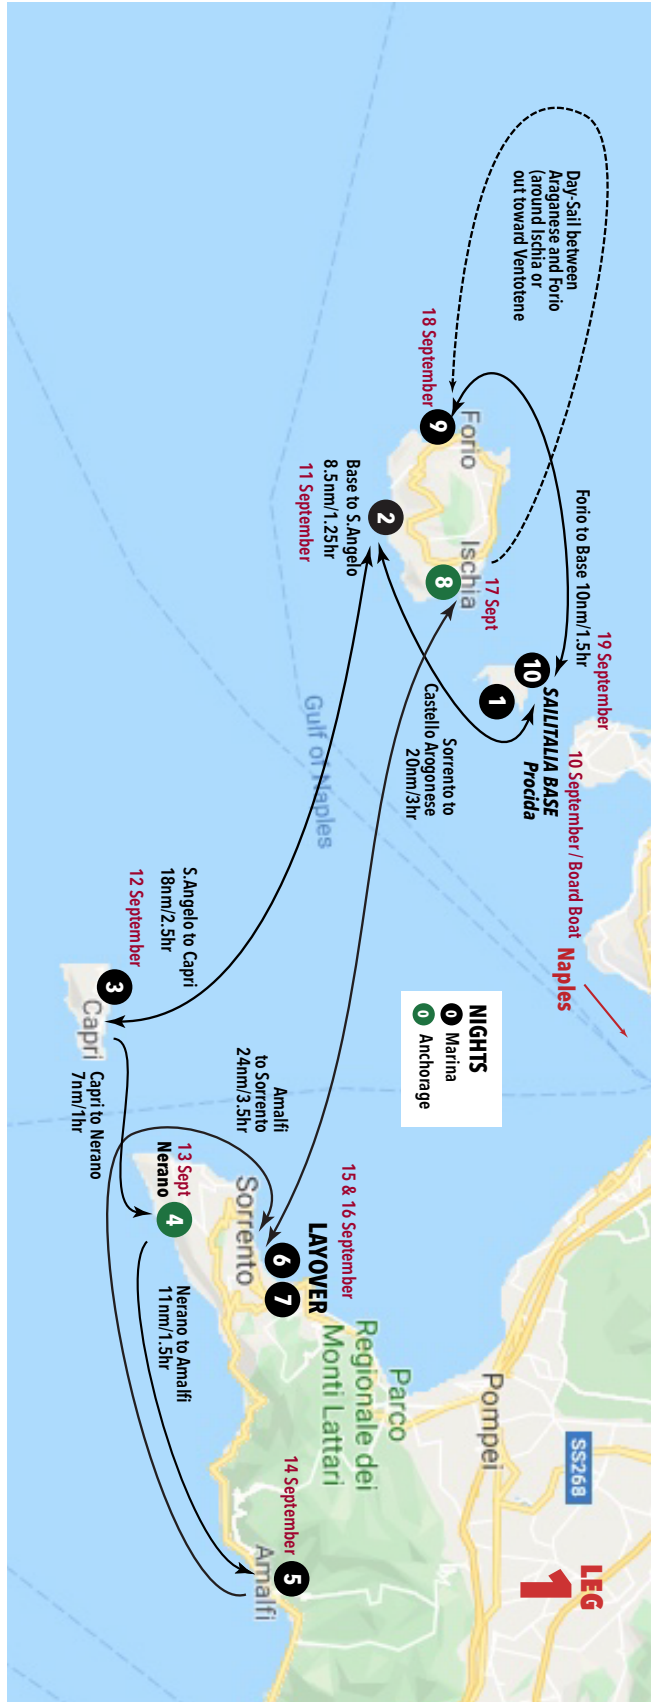 LEG
1
SS268
10 September / Board Boat
Naples
19 September
Forio to Base 10nm/1.5hr
SAILITALIA BASE
Procida
10
1
Day-Sail between
Araganese and Forio
(around Ischia or
out toward Ventotene
18 September
9
Forio
Ischia
17 Sept
8
2
Base to S.Angelo
8.5nm/1.25hr
11 September
Sorrento to
Castello Arogonese
20nm/3hr
Gulf of Naples
NIGHTS
0 Marina
0 Anchorage
Pompei
Parco
Regionale dei
Monti Lattari
15 & 16 September
LAYOVER
6
7
Sorrento
Amalfi
to Sorrento
24nm/3.5hr
14 September
5
Amalfi
S.Angelo to Capri
18nm/2.5hr
12 September
3
Capri
13 Sept
Nerano
4
Nerano to Amalfi
11nm/1.5hr
Capri to Nerano
7nm/1hr